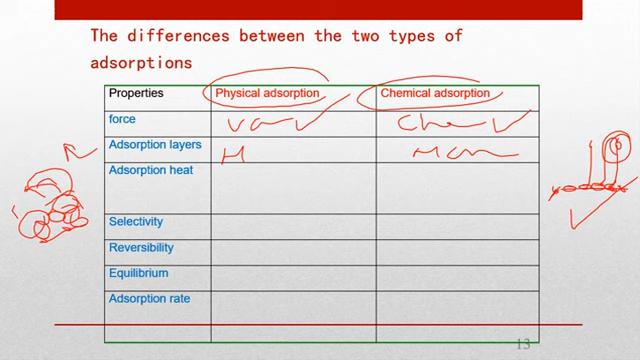 The differences between the two types of
adsorptions
Properties Physical adsorption Chemical adsorption
force
Adsorption layers
Adsorption heat
Selectivity
Reversibility
Equilibrium
Adsorption rate
13